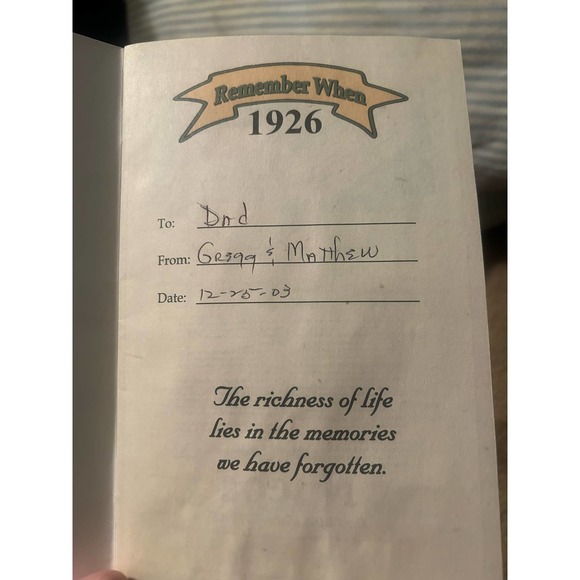 Remember When
1926
To: Dad
From: Gregg & Matthew
Date: 12-25-03
The richness of life
lies in the memories
we have forgotten.